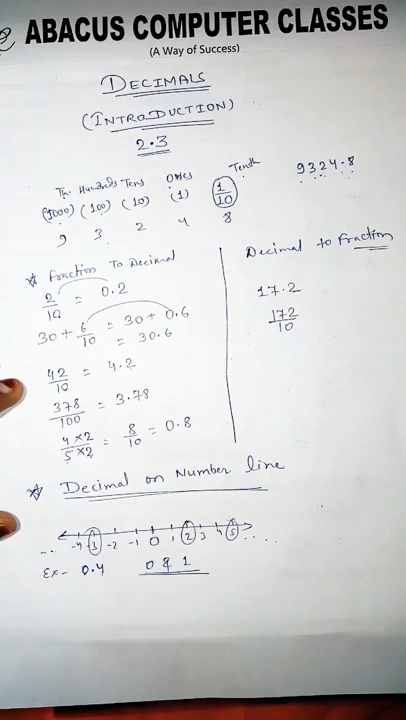 ABACUS COMPUTER CLASSES
(A Way of Success)
DECIMALS
(INTRODUCTION)
2.3
Th Hundreds Tens Ones Tenth 9324.8
(1000) (100) (10) (1) 1/10
9 3 2 4 8
* Fraction To Decimal
2/10 = 0.2
30 + 6/10 = 30 + 0.6
= 30.6
42/10 = 4.2
378/100 = 3.78
4×2/5×2 = 8/10 = 0.8
Decimal to Fraction
17.2
172/10
* Decimal on Number line
... -4 -3 -2 -1 0 1 2 3 4 5 ....
Ex- 0.4 0 & 1